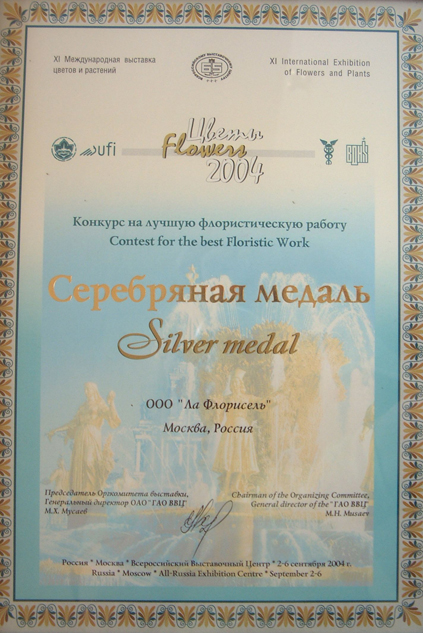 XI Международная выставка
цветов и растений
XI International Exhibition
of Flowers and Plants
Цветы
Flowers
2004
ufi
ВВЦ
Конкурс на лучшую флористическую работу
Contest for the best Floristic Work
Серебряная медаль
Silver medal
ООО "Ла Флорисель"
Москва, Россия
Председатель Оргкомитета выставки,
Генеральный директор ОАО "ГАО ВВЦ"
М.Х. Мусаев
Chairman of the Organizing Committee,
General director of the "ГАО ВВЦ"
M.H. Musaev
Россия * Москва * Всероссийский Выставочный Центр * 2-6 сентября 2004 г.
Russia * Moscow * All-Russia Exhibition Centre * September 2-6